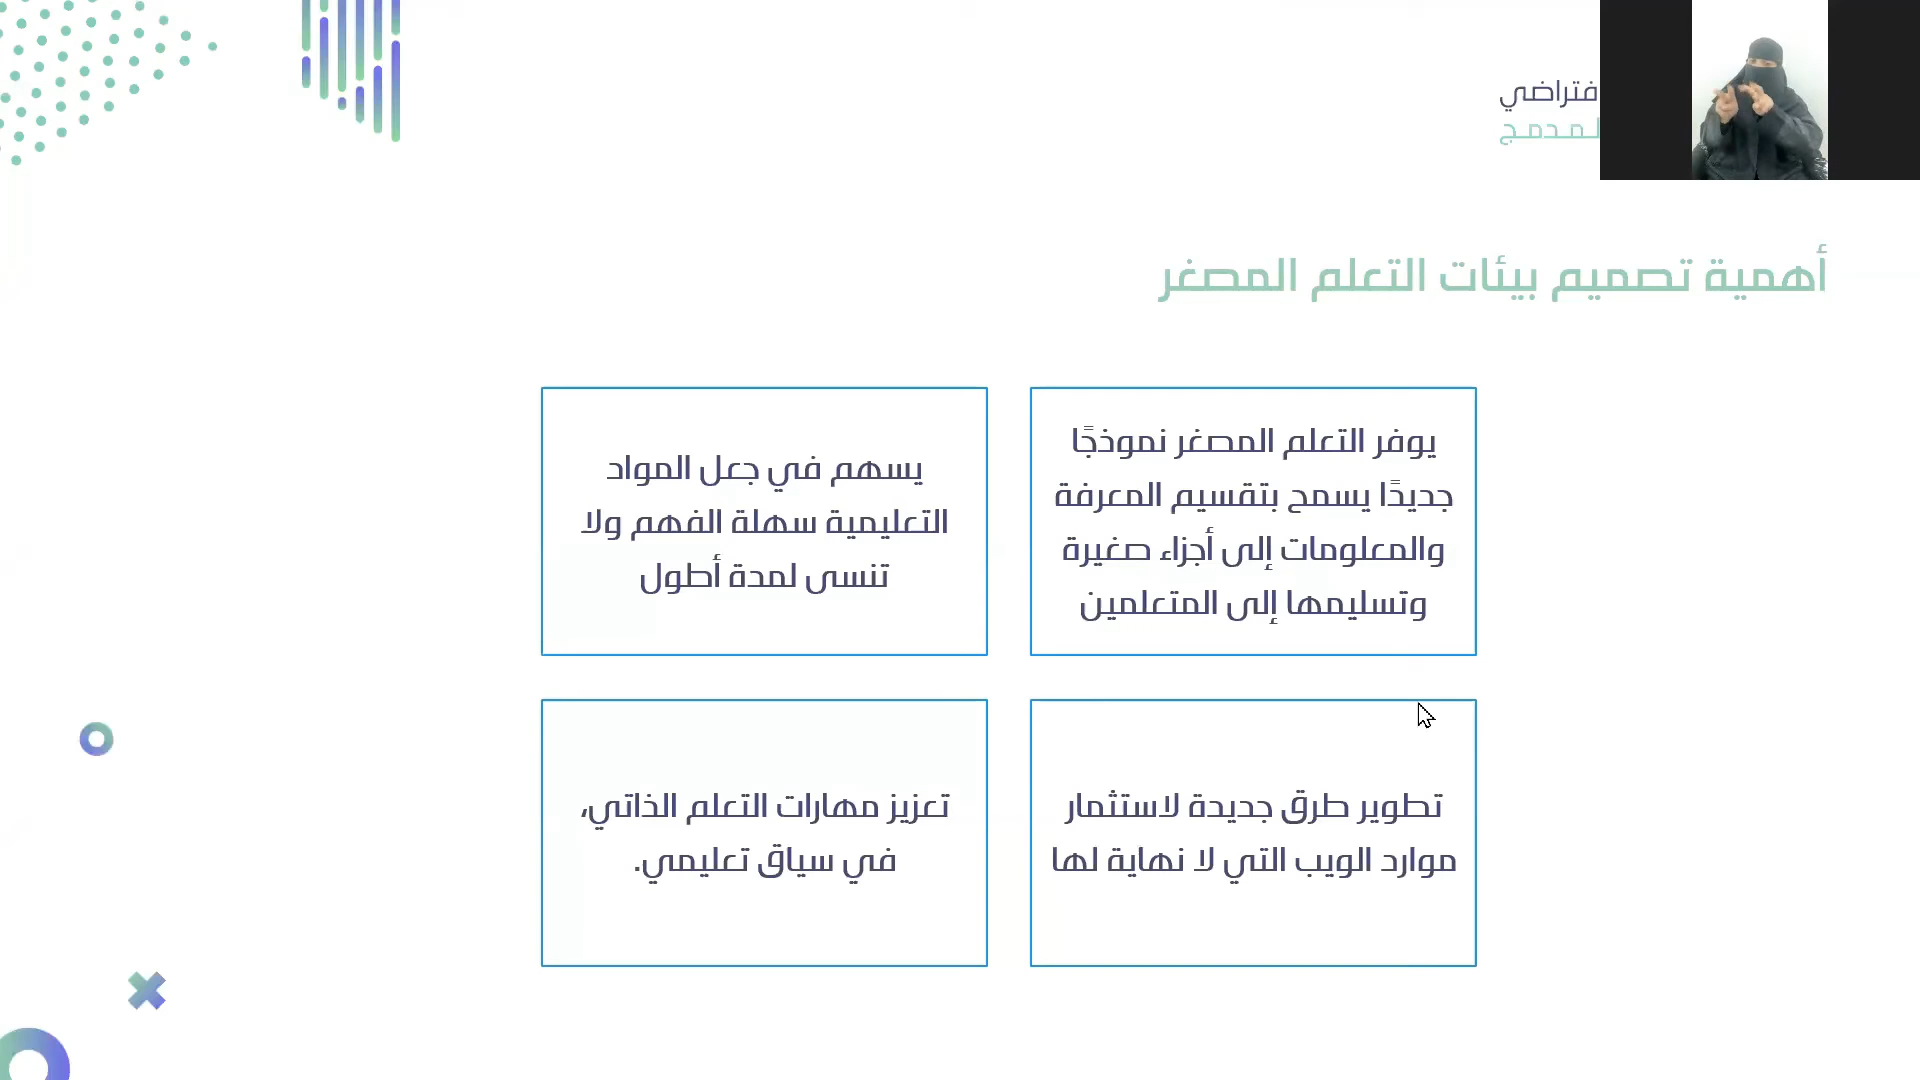 فتراضي
لمدمج
أهمية تصميم بيئات التعلم المصغر
يوفر التعلم المصغر نموذجًا
جديدًا يسمح بتقسيم المعرفة
والمعلومات إلى أجزاء صغيرة
وتسليمها إلى المتعلمين
يسهم في جعل المواد
التعليمية سهلة الفهم ولا
تنسى لمدة أطول
تطوير طرق جديدة لاستثمار
موارد الويب التي لا نهاية لها
تعزيز مهارات التعلم الذاتي،
في سياق تعليمي.